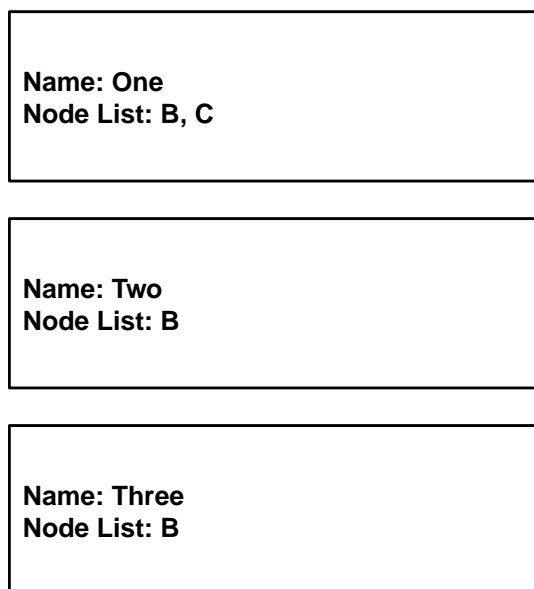 Name: One
Node List: B, C
Name: Two
Node List: B
Name: Three
Node List: B